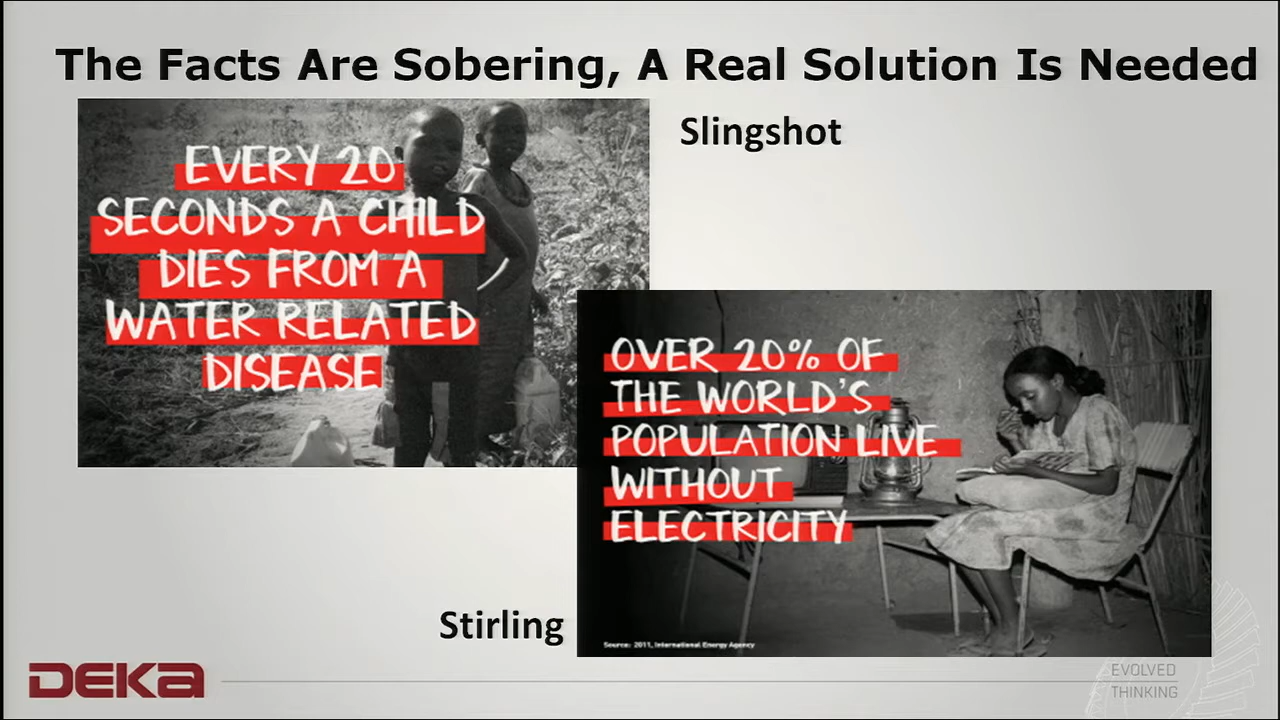 The Facts Are Sobering, A Real Solution Is Needed
Slingshot
EVERY 20
SECONDS A CHILD
DIES FROM A
WATER RELATED
DISEASE
OVER 20% OF
THE WORLD'S
POPULATION LIVE
WITHOUT
ELECTRICITY
Source: 2011, International Energy Agency
Stirling
DEKA
EVOLVED
THINKING